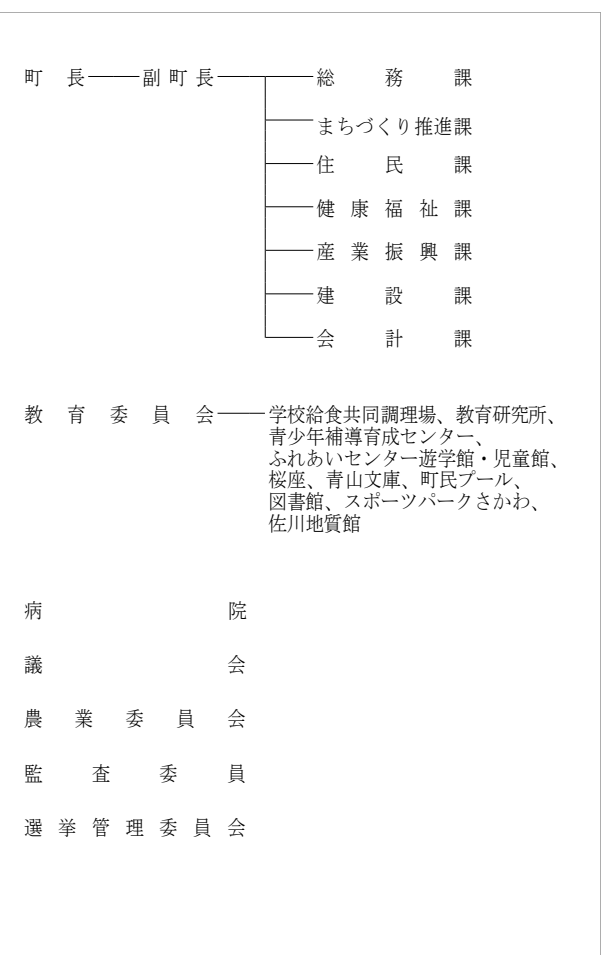 町長 副町長 総務課
まちづくり推進課
住民課
健康福祉課
産業振興課
建設課
会計課
教育委員会 学校給食共同調理場、教育研究所、
青少年補導育成センター、
ふれあいセンター遊学館・児童館、
桜座、青山文庫、町民プール、
図書館、スポーツパークさかわ、
佐川地質館
病院
議会
農業委員会
監査委員
選挙管理委員会